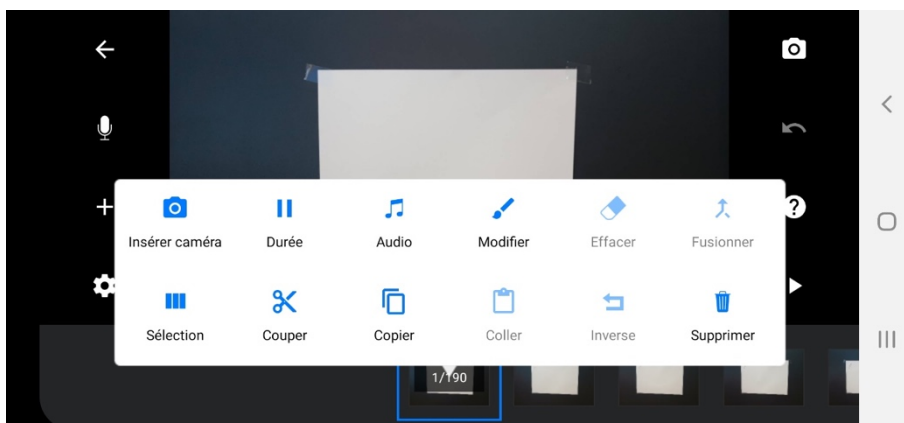 Insérer caméra
Durée
Audio
Modifier
Effacer
Fusionner
Sélection
Couper
Copier
Coller
Inverse
Supprimer
1/190